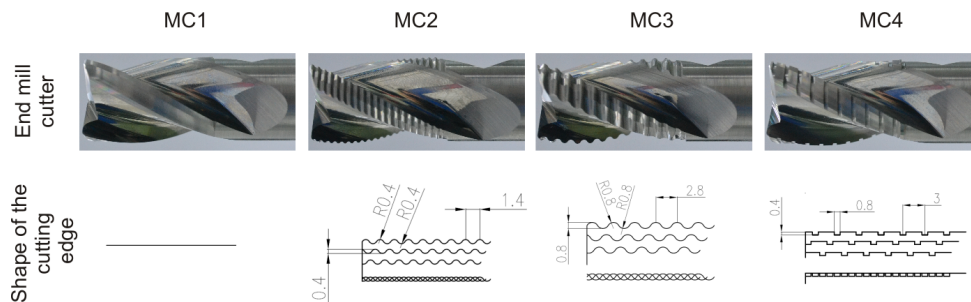 MC1 MC2 MC3 MC4
End mill
cutter
Shape of the
cutting
edge
R0.4 R0.4 1.4
0.4
R0.8 R0.8 2.8
0.8
0.4 0.8 3